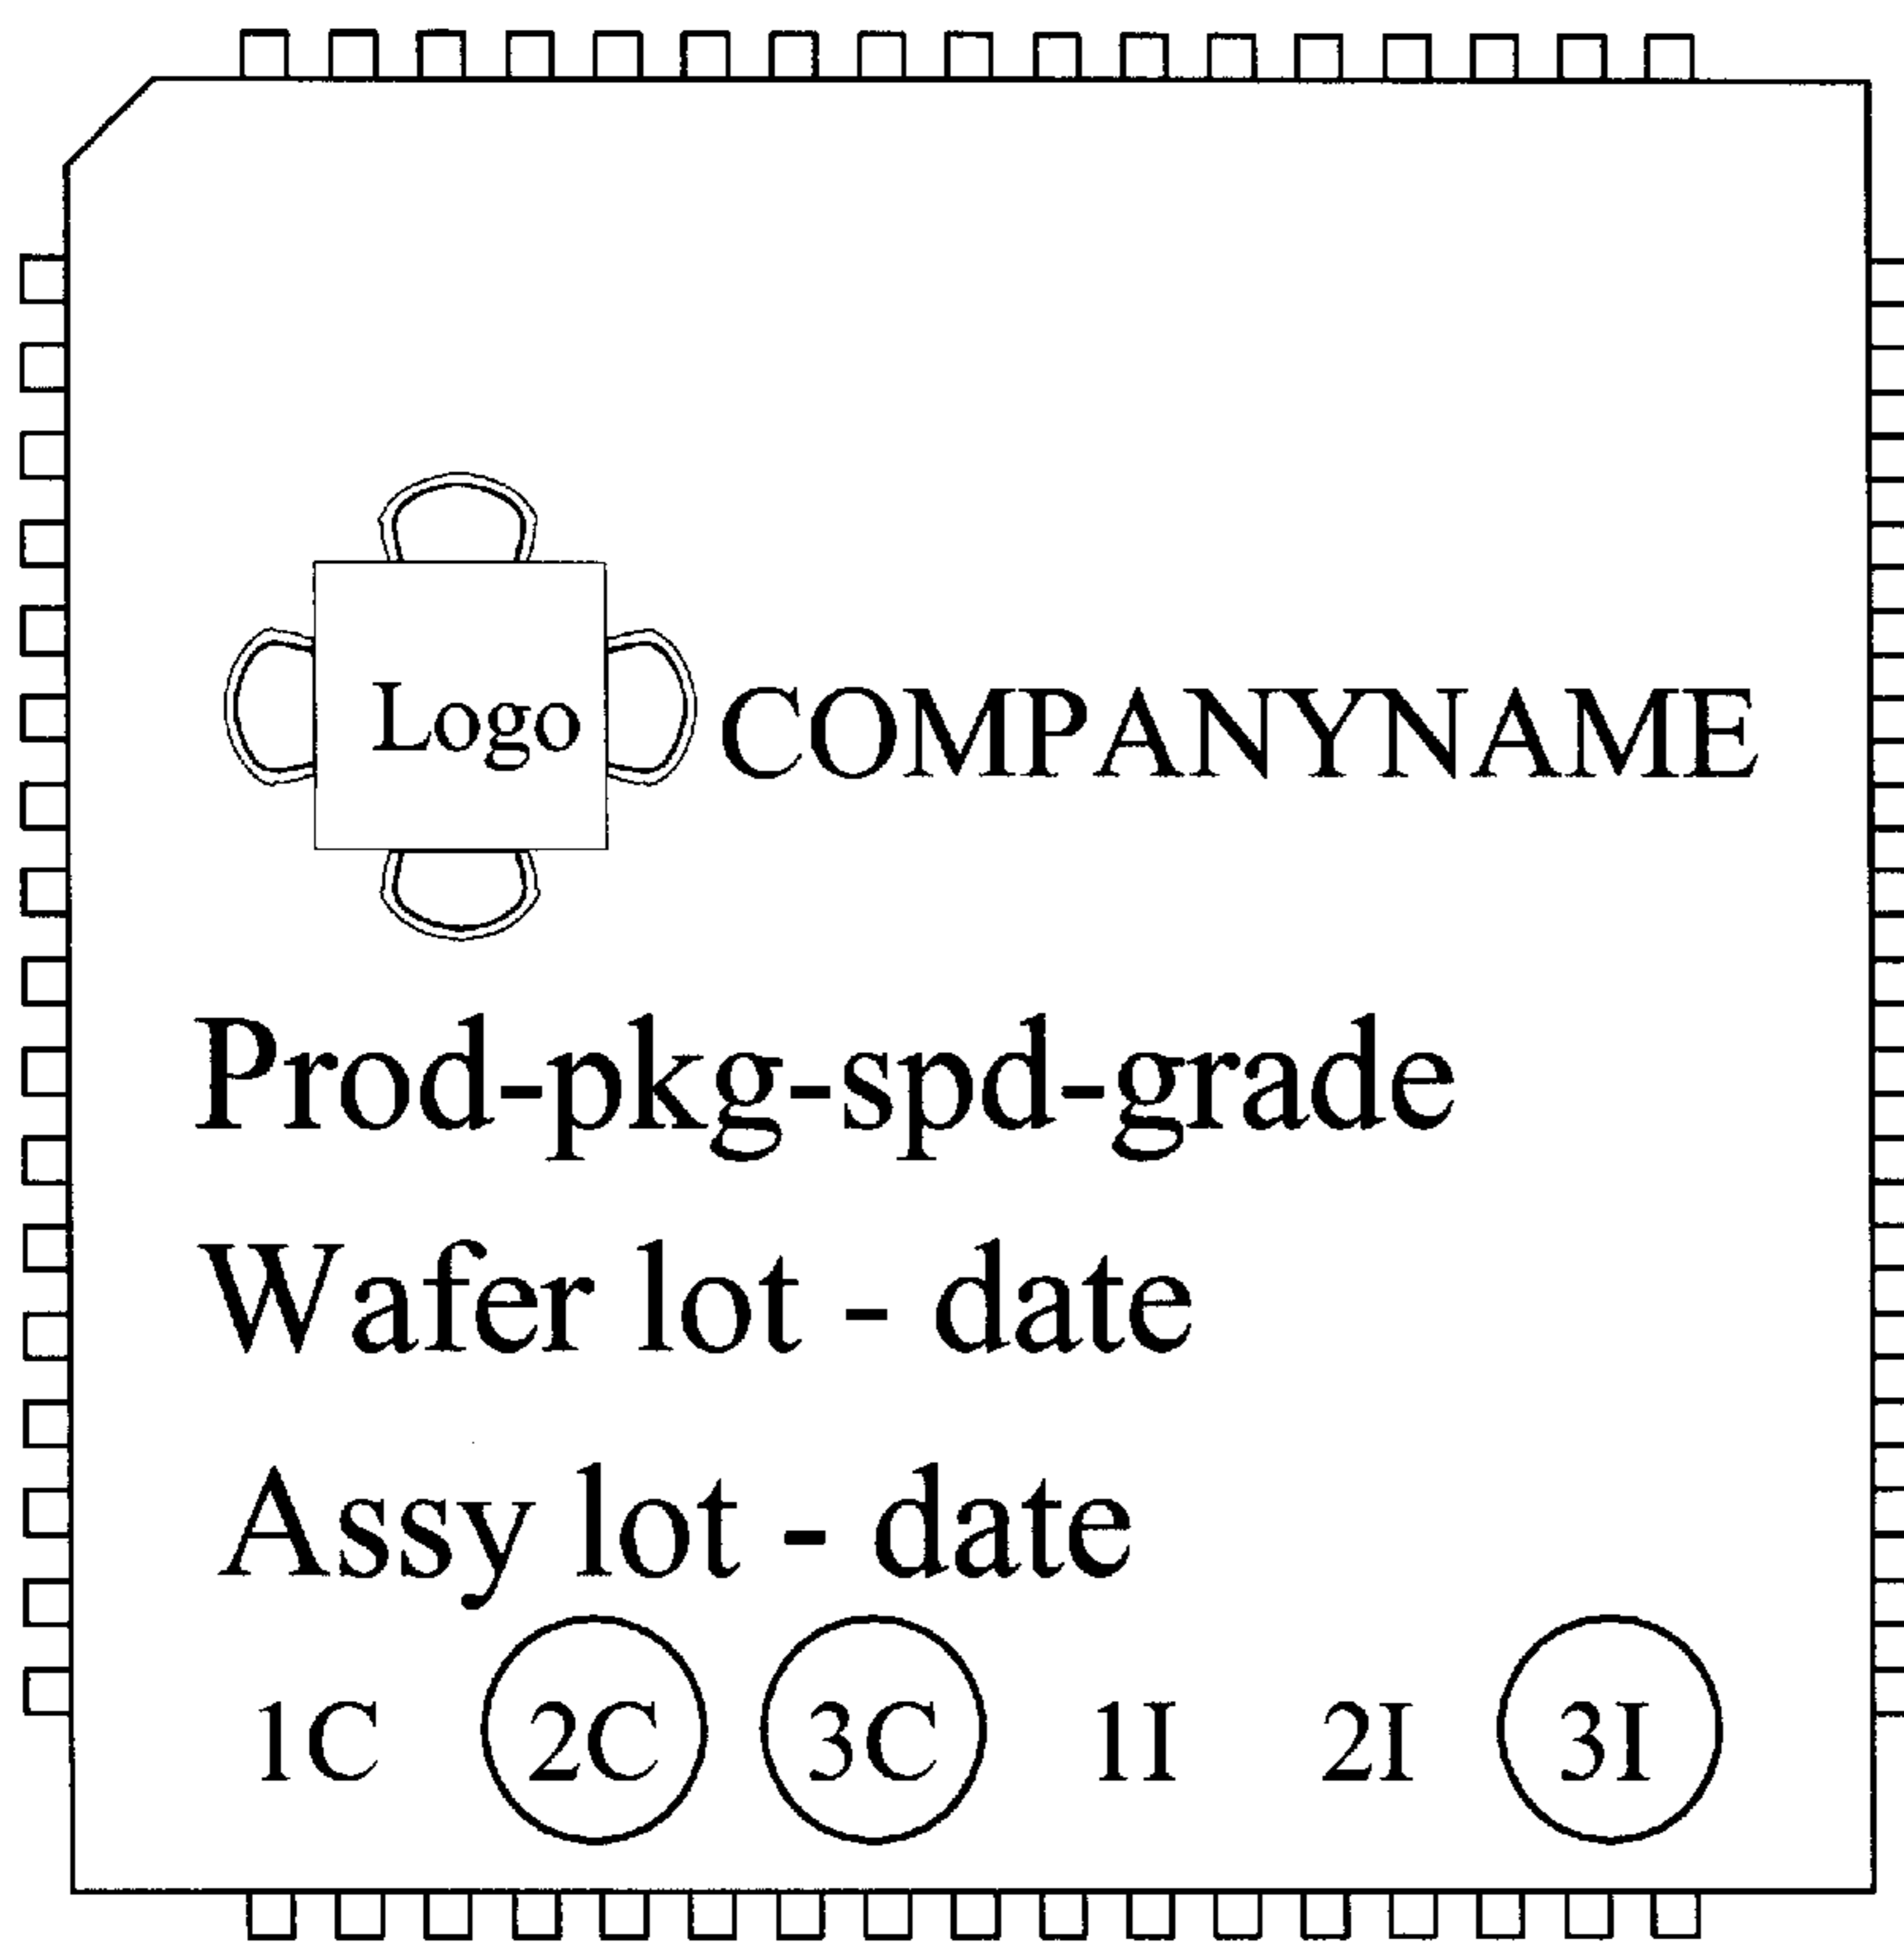 Logo COMPANYNAME
Prod-pkg-spd-grade
Wafer lot - date
Assy lot - date
1C 2C 3C 1I 2I 3I